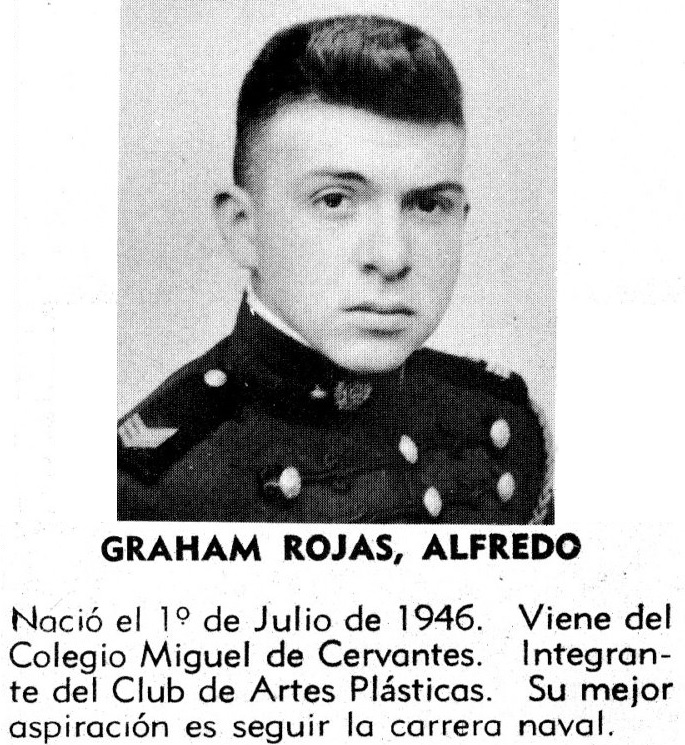 GRAHAM ROJAS, ALFREDO
Nació el 1º de Julio de 1946. Viene del
Colegio Miguel de Cervantes. Integran-
te del Club de Artes Plásticas. Su mejor
aspiración es seguir la carrera naval.